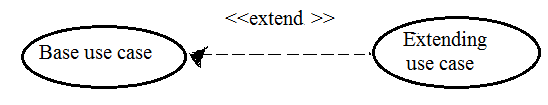 <<extend >>
Base use case
Extending
use case